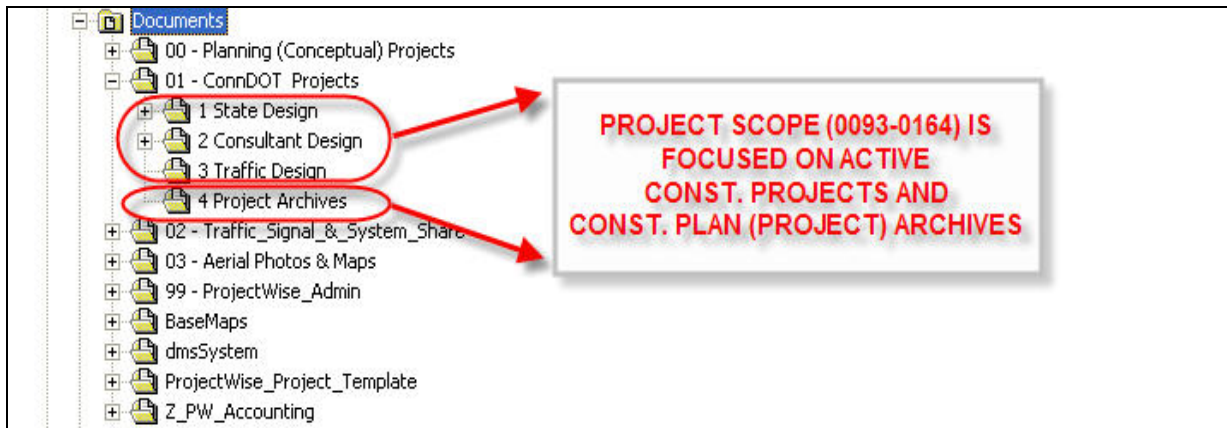 Documents
00 - Planning (Conceptual) Projects
01 - ConnDOT Projects
1 State Design
2 Consultant Design
3 Traffic Design
4 Project Archives
02 - Traffic_Signal_&_System_Share
03 - Aerial Photos & Maps
99 - ProjectWise_Admin
BaseMaps
dmsSystem
ProjectWise_Project_Template
Z_PW_Accounting
PROJECT SCOPE (0093-0164) IS
FOCUSED ON ACTIVE
CONST. PROJECTS AND
CONST. PLAN (PROJECT) ARCHIVES